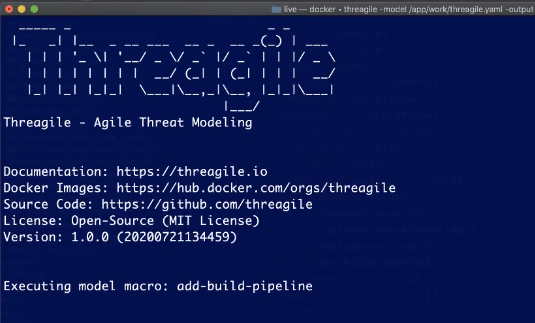 live — docker • threagile -model /app/work/threagile.yaml -output
Threagile
Threagile - Agile Threat Modeling
Documentation: https://threagile.io
Docker Images: https://hub.docker.com/orgs/threagile
Source Code: https://github.com/threagile
License: Open-Source (MIT License)
Version: 1.0.0 (20200721134459)
Executing model macro: add-build-pipeline